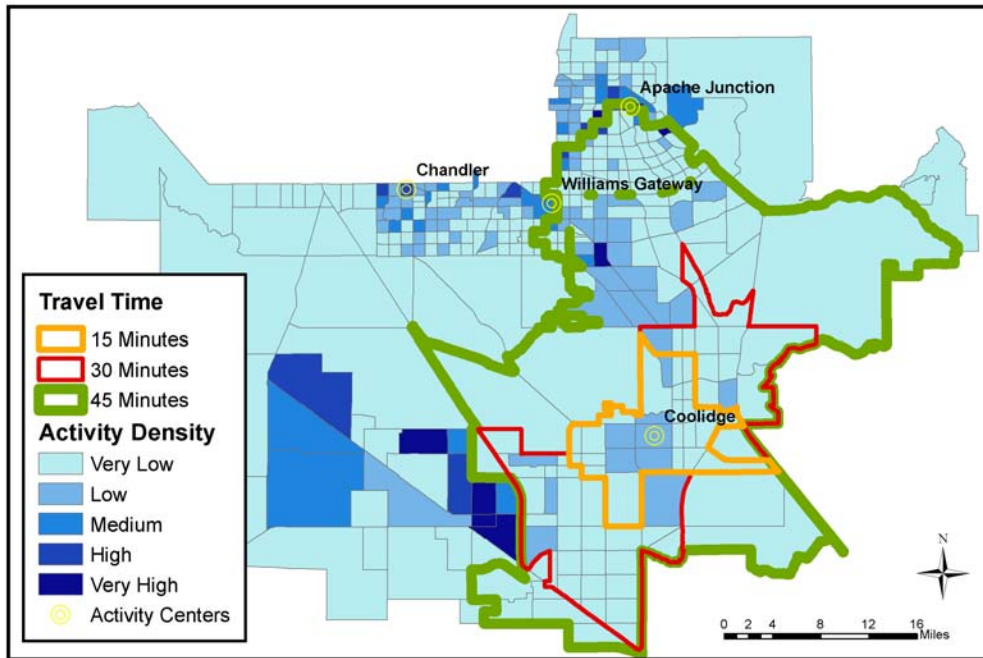 Apache Junction
Chandler
Williams Gateway
Travel Time
15 Minutes
30 Minutes
45 Minutes
Activity Density
Very Low
Low
Medium
High
Very High
Activity Centers
Coolidge
N
0 2 4 8 12 16
Miles